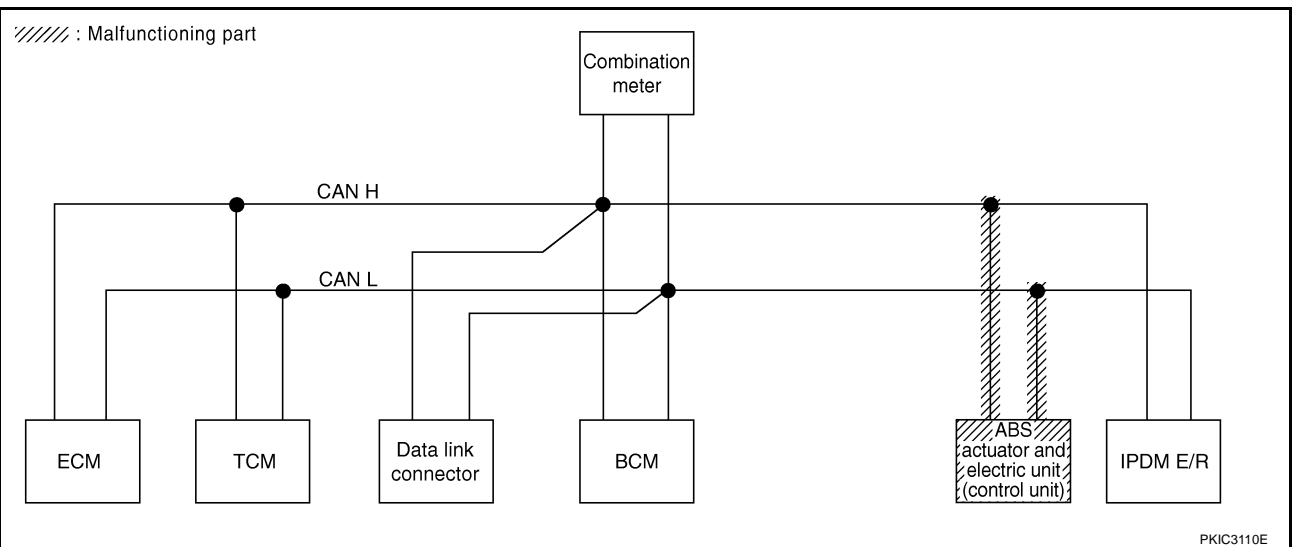 : Malfunctioning part
Combination
meter
CAN H
CAN L
ECM
TCM
Data link
connector
BCM
ABS
actuator and
electric unit
(control unit)
IPDM E/R
PKIC3110E